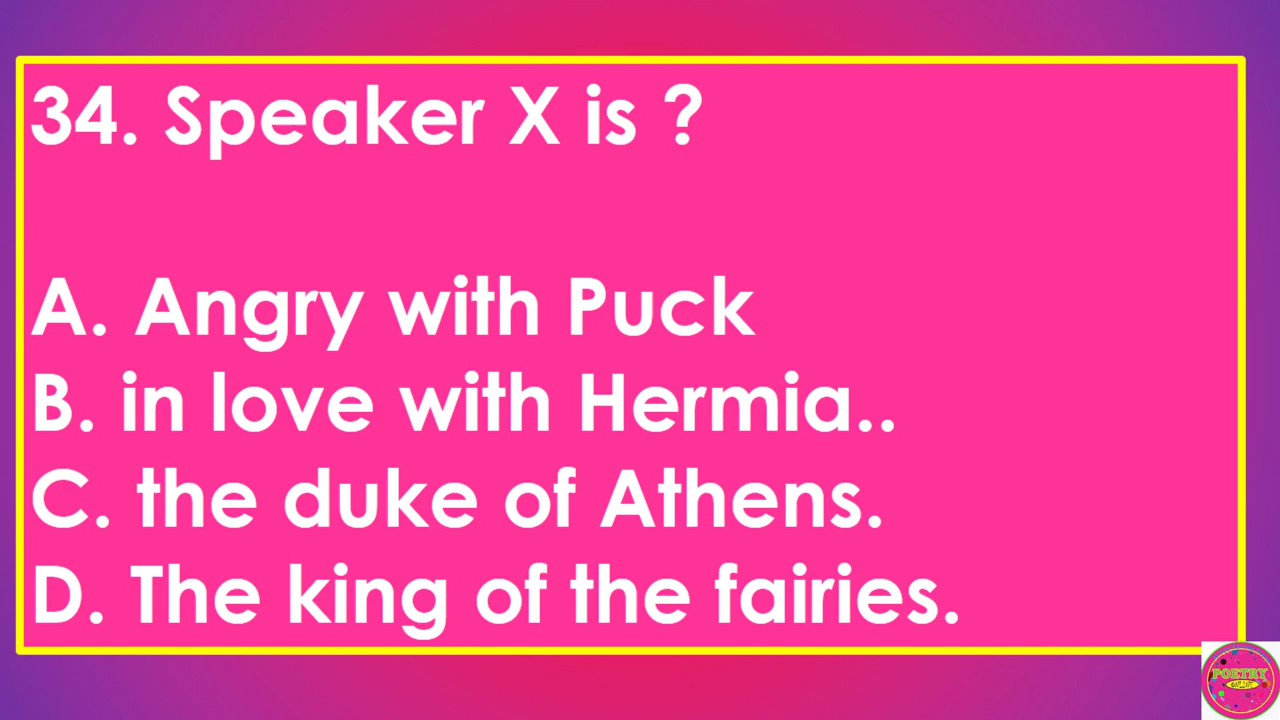 34. Speaker X is ?
A. Angry with Puck
B. in love with Hermia..
C. the duke of Athens.
D. The king of the fairies.
POETRY